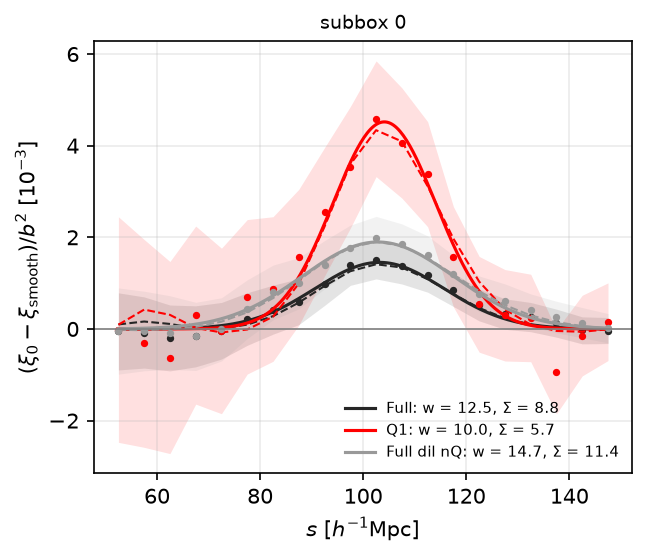 subbox 0
6
4
2
0
−2
(ξ₀ − ξ_smooth)/b² [10⁻³]
Full: w = 12.5, Σ = 8.8
Q1: w = 10.0, Σ = 5.7
Full dil nQ: w = 14.7, Σ = 11.4
60 80 100 120 140
s [h⁻¹Mpc]